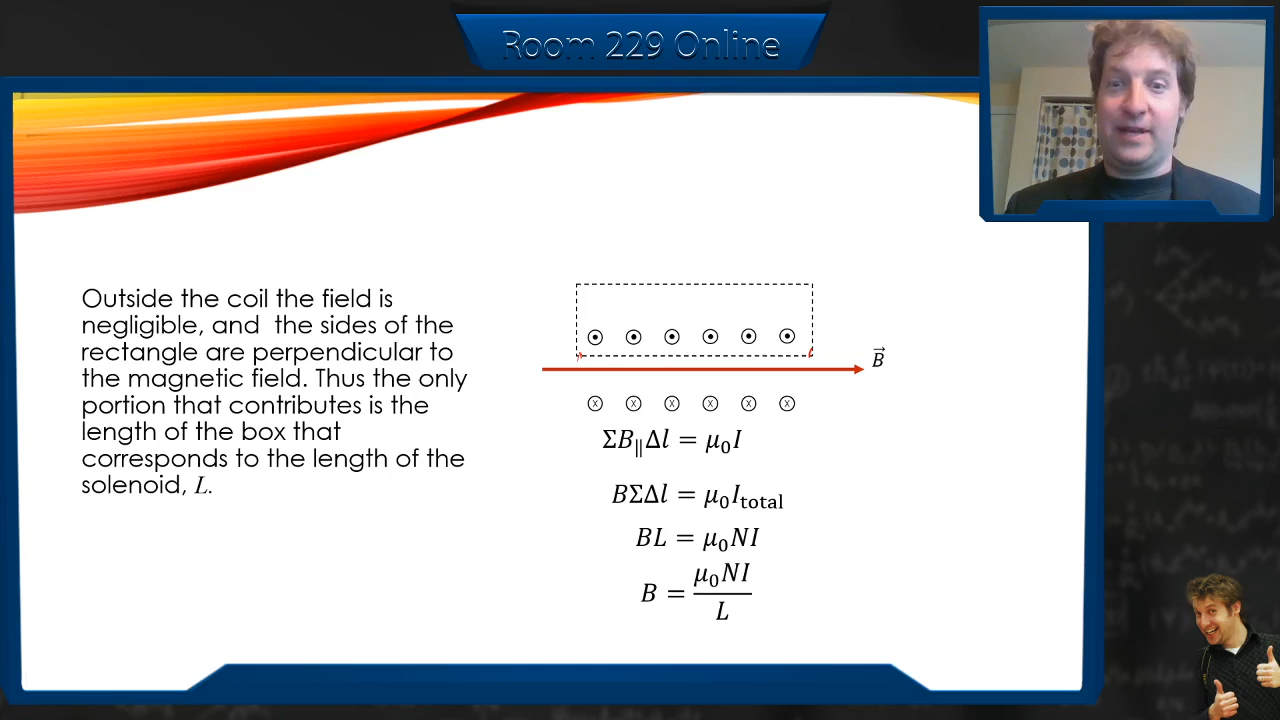 Room 229 Online
Outside the coil the field is
negligible, and  the sides of the
rectangle are perpendicular to
the magnetic field. Thus the only
portion that contributes is the
length of the box that
corresponds to the length of the
solenoid, L.
B⃗
X X X X X X
ΣB∥Δl = μ₀I
BΣΔl = μ₀I_total
BL = μ₀NI
B = μ₀NI / L